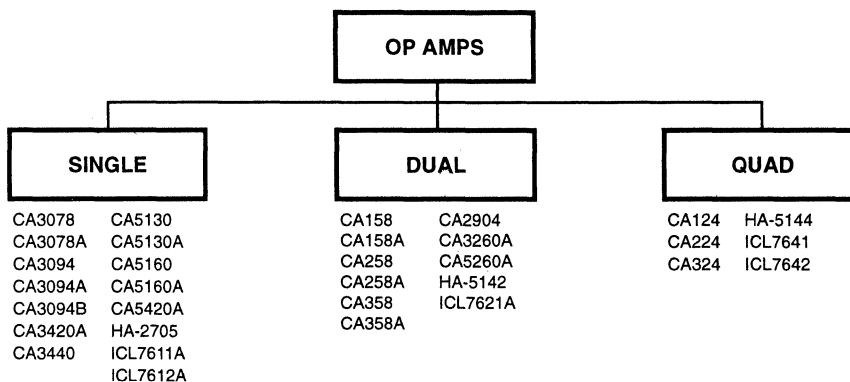 OP AMPS
SINGLE
CA3078 CA5130
CA3078A CA5130A
CA3094 CA5160
CA3094A CA5160A
CA3094B CA5420A
CA3420A HA-2705
CA3440 ICL7611A
ICL7612A
DUAL
CA158 CA2904
CA158A CA3260A
CA258 CA5260A
CA258A HA-5142
CA358 ICL7621A
CA358A
QUAD
CA124 HA-5144
CA224 ICL7641
CA324 ICL7642